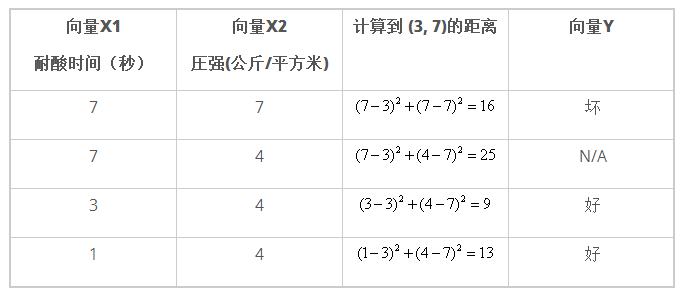 向量X1 向量X2 计算到 (3, 7)的距离 向量Y
耐酸时间（秒） 圧强(公斤/平方米)
7 7 (7−3)²+(7−7)²=16 坏
7 4 (7−3)²+(4−7)²=25 N/A
3 4 (3−3)²+(4−7)²=9 好
1 4 (1−3)²+(4−7)²=13 好